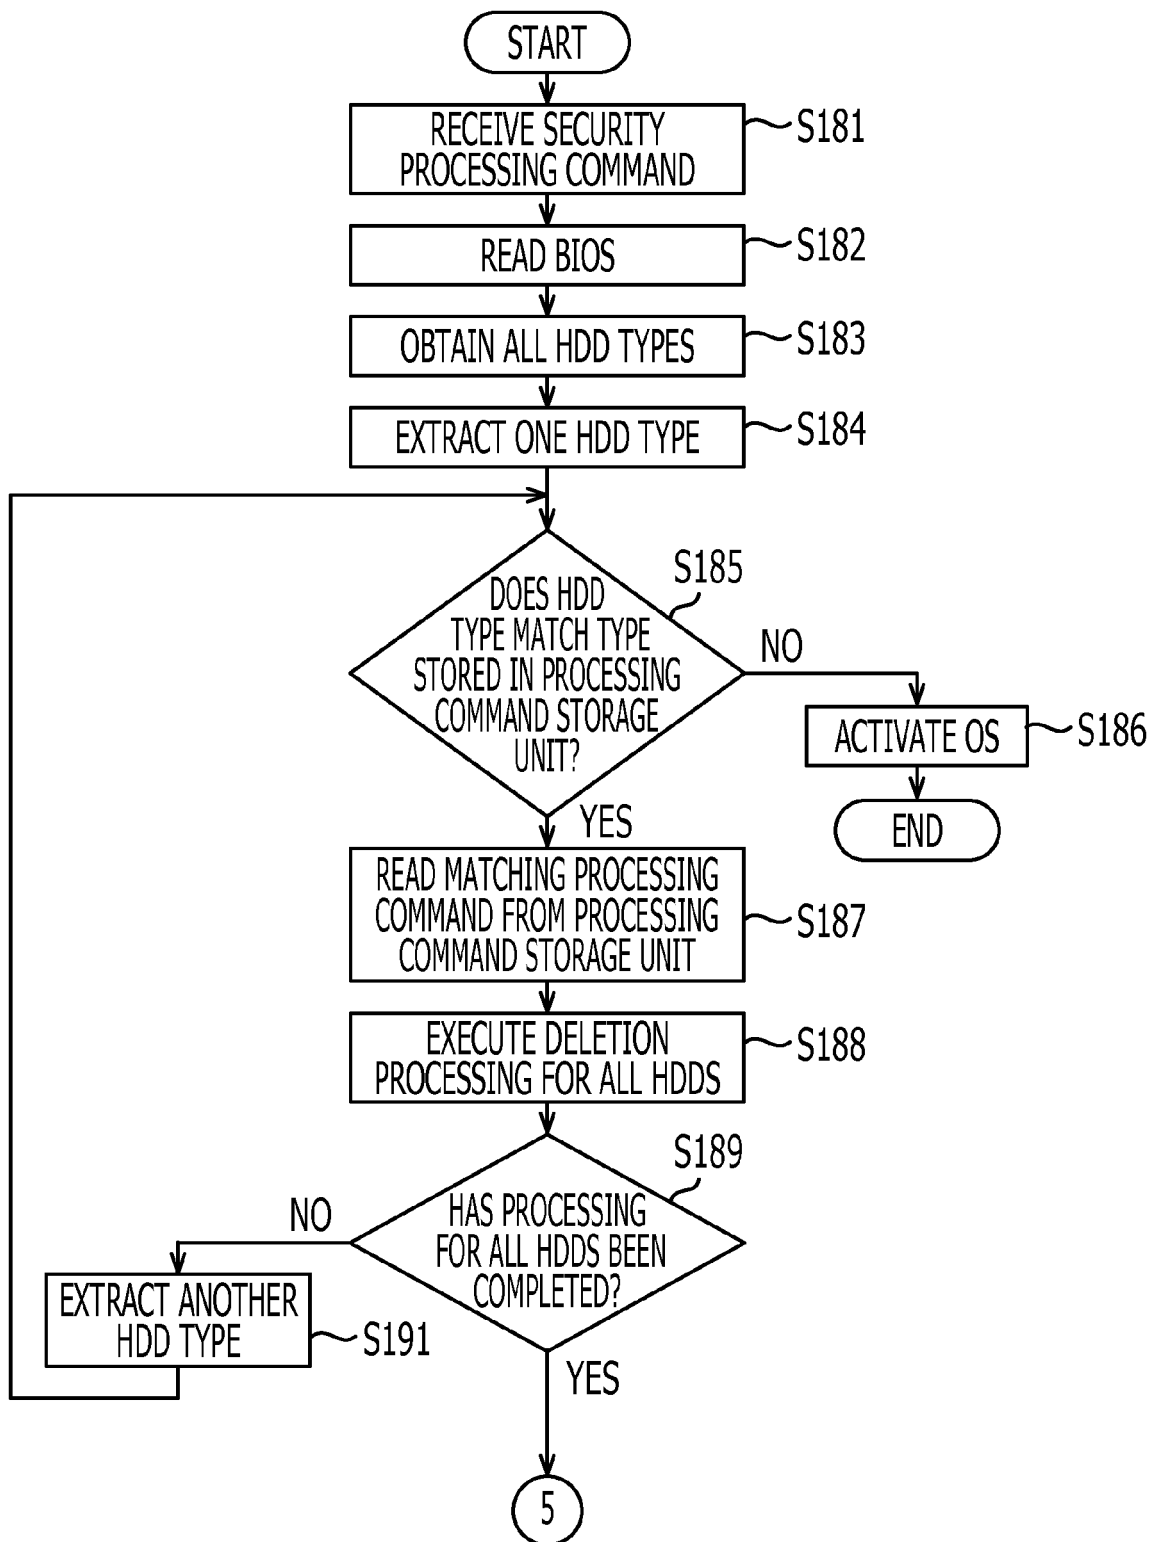 START
RECEIVE SECURITY
PROCESSING COMMAND
S181
READ BIOS
S182
OBTAIN ALL HDD TYPES
S183
EXTRACT ONE HDD TYPE
S184
DOES HDD
TYPE MATCH TYPE
STORED IN PROCESSING
COMMAND STORAGE
UNIT?
S185
NO
ACTIVATE OS
S186
END
YES
READ MATCHING PROCESSING
COMMAND FROM PROCESSING
COMMAND STORAGE UNIT
S187
EXECUTE DELETION
PROCESSING FOR ALL HDDS
S188
HAS PROCESSING
FOR ALL HDDS BEEN
COMPLETED?
S189
NO
EXTRACT ANOTHER
HDD TYPE
S191
YES
5